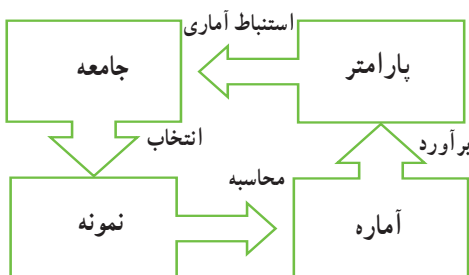 استنباط آماری
پارامتر
جامعه
برآورد
انتخاب
محاسبه
آماره
نمونه